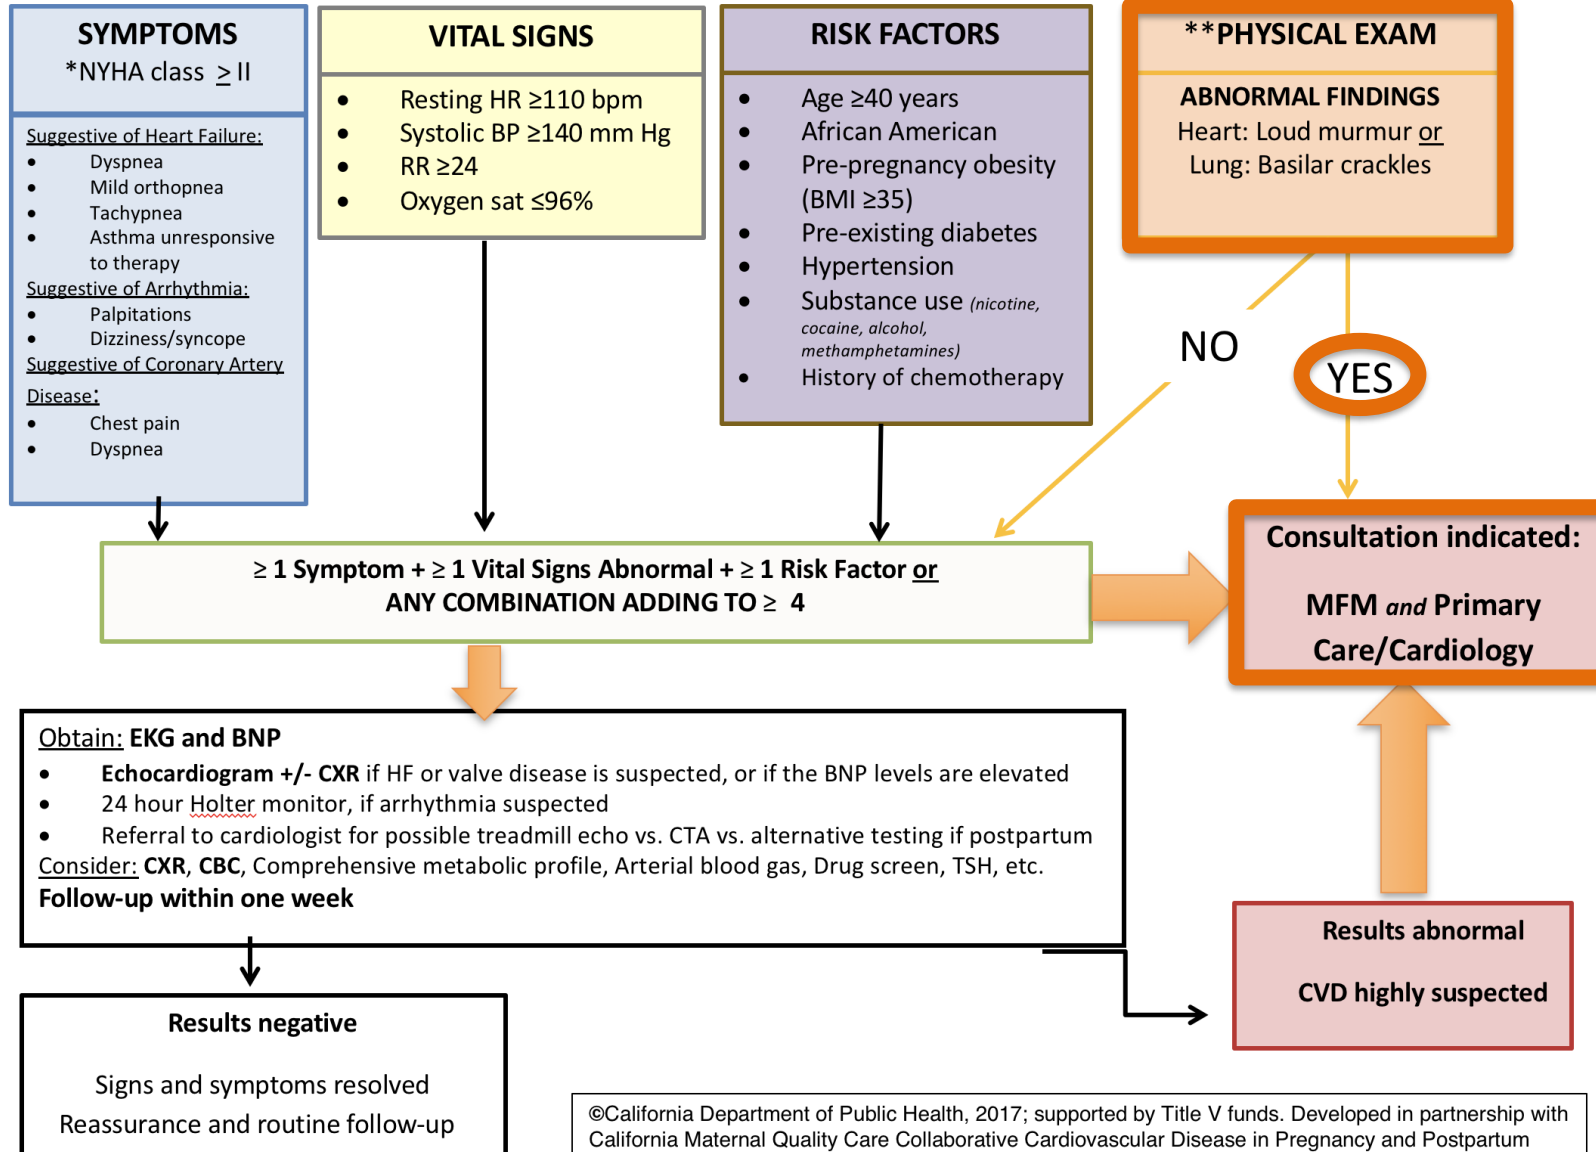 SYMPTOMS
*NYHA class ≥ II
Suggestive of Heart Failure:
• Dyspnea
• Mild orthopnea
• Tachypnea
• Asthma unresponsive
to therapy
Suggestive of Arrhythmia:
• Palpitations
• Dizziness/syncope
Suggestive of Coronary Artery
Disease:
• Chest pain
• Dyspnea
VITAL SIGNS
• Resting HR ≥110 bpm
• Systolic BP ≥140 mm Hg
• RR ≥24
• Oxygen sat ≤96%
RISK FACTORS
• Age ≥40 years
• African American
• Pre-pregnancy obesity
(BMI ≥35)
• Pre-existing diabetes
• Hypertension
• Substance use (nicotine,
cocaine, alcohol,
methamphetamines)
• History of chemotherapy
**PHYSICAL EXAM
ABNORMAL FINDINGS
Heart: Loud murmur or
Lung: Basilar crackles
NO
YES
≥ 1 Symptom + ≥ 1 Vital Signs Abnormal + ≥ 1 Risk Factor or
ANY COMBINATION ADDING TO ≥ 4
Consultation indicated:
MFM and Primary
Care/Cardiology
Obtain: EKG and BNP
• Echocardiogram +/- CXR if HF or valve disease is suspected, or if the BNP levels are elevated
• 24 hour Holter monitor, if arrhythmia suspected
• Referral to cardiologist for possible treadmill echo vs. CTA vs. alternative testing if postpartum
Consider: CXR, CBC, Comprehensive metabolic profile, Arterial blood gas, Drug screen, TSH, etc.
Follow-up within one week
Results abnormal
CVD highly suspected
Results negative
Signs and symptoms resolved
Reassurance and routine follow-up
©California Department of Public Health, 2017; supported by Title V funds. Developed in partnership with
California Maternal Quality Care Collaborative Cardiovascular Disease in Pregnancy and Postpartum